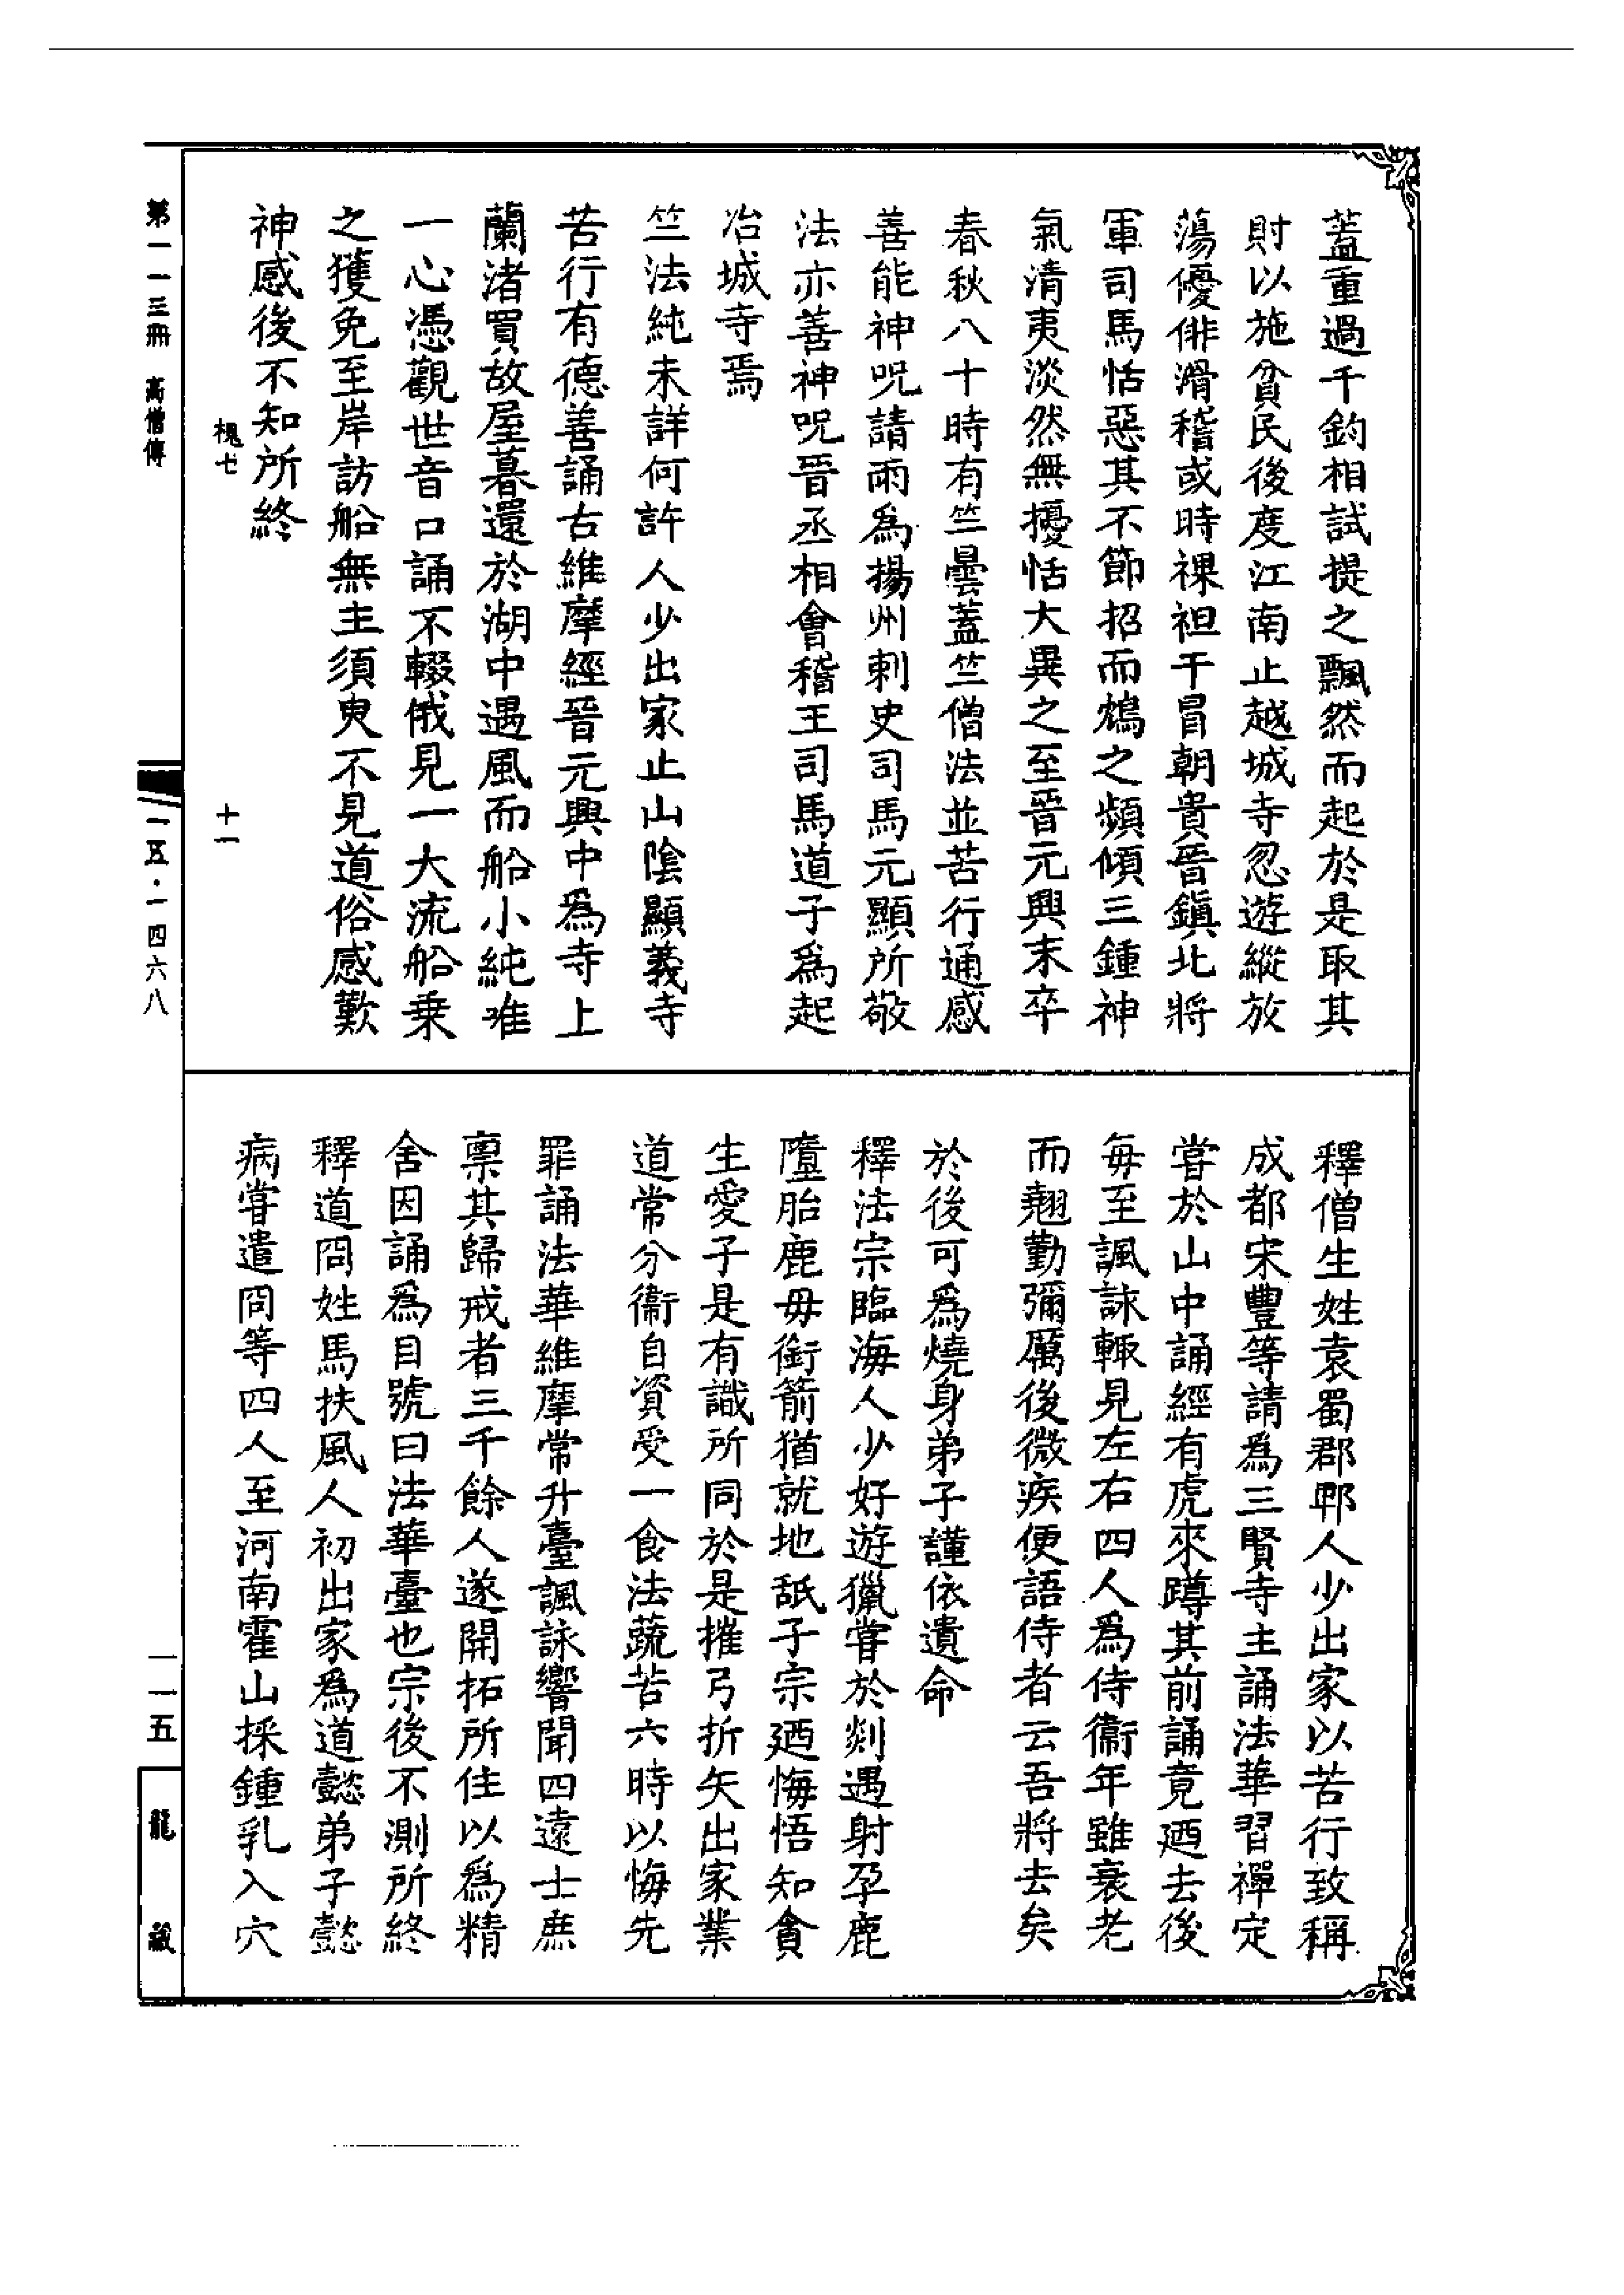 蓋重過千鈞相試提之飄然而起於是取其
財以施貧民後度江南止越城寺忽遊縱放
蕩優俳滑稽或時裸袒干冒朝貴晉鎮北將
軍司馬恬惡其不節招而鴆之頻傾三鍾神
氣清夷淡然無擾恬大異之至晉元興末卒
春秋八十時有竺曇蓋竺僧法並苦行通感
善能神呪請雨為揚州刺史司馬元顯所敬
法亦善神呪晉丞相會稽王司馬道子為起
冶城寺焉
竺法純未詳何許人少出家止山陰顯義寺
苦行有德善誦古維摩經晉元興中為寺上
蘭渚買故屋暮還於湖中遇風而船小純唯
一心憑觀世音口誦不輟俄見一大流船乗
之獲免至岸訪船無主須臾不見道俗感歎
神感後不知所終
槐七
十一
釋僧生姓袁蜀郡郫人少出家以苦行致稱
成都宋豐等請為三賢寺主誦法華習禪定
甞於山中誦經有虎來蹲其前誦竟廼去後
每至諷詠輙見左右四人為侍衞年雖衰老
而翹勤彌厲後微疾便語侍者云吾將去矣
於後可為燒身弟子謹依遺命
釋法宗臨海人少好遊獵甞於剡遇射孕鹿
墮胎鹿毋銜箭猶就地舐子宗廼悔悟知貪
生愛子是有識所同於是摧弓折矢出家業
道常分衞自資受一食法蔬苦六時以悔先
罪誦法華維摩常升臺諷詠響聞四遠士庶
禀其歸戒者三千餘人遂開拓所住以為精
舍因誦為目號曰法華臺也宗後不測所終
釋道冏姓馬扶風人初出家為道懿弟子懿
病甞遣冏等四人至河南霍山採鍾乳入穴
第一一三冊 高僧傳
一五·一四六八
一一五
龍藏